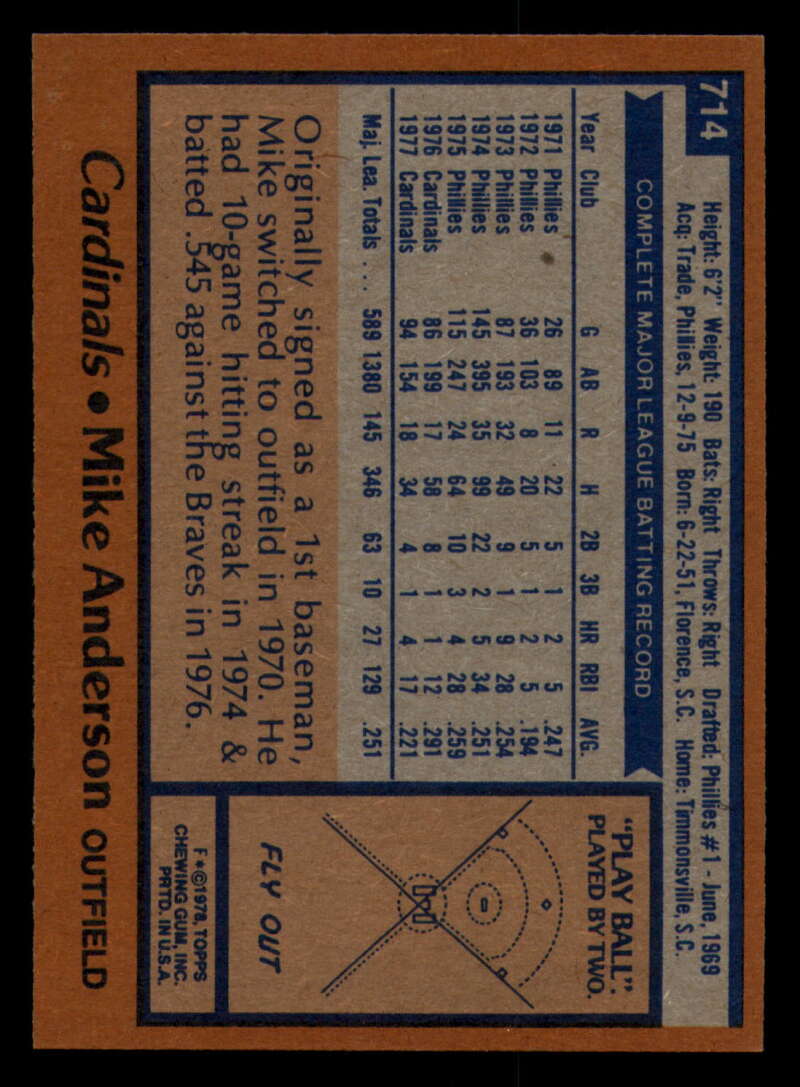 714
Height: 6'2" Weight: 190 Bats: Right Throws: Right Drafted: Phillies #1 - June, 1969
Acq: Trade, Phillies, 12-9-75 Born: 6-22-51, Florence, S.C. Home: Timmonsville, S.C.
COMPLETE MAJOR LEAGUE BATTING RECORD
Year Club G AB R H 2B 3B HR RBI AVG.
1971 Phillies 26 89 11 22 5 1 2 5 .247
1972 Phillies 36 103 8 20 5 1 2 5 .194
1973 Phillies 87 193 32 49 9 1 9 28 .254
1974 Phillies 145 395 35 99 22 2 5 34 .251
1975 Phillies 115 247 24 64 10 3 4 28 .259
1976 Cardinals 86 199 17 58 8 1 1 12 .291
1977 Cardinals 94 154 18 34 4 1 4 17 .221
Maj. Lea. Totals . . . 589 1380 145 346 63 10 27 129 .251
Originally signed as a 1st baseman,
Mike switched to outfield in 1970. He
had 10-game hitting streak in 1974 &
batted .545 against the Braves in 1976.
"PLAY BALL".
PLAYED BY TWO.
FLY OUT
F*©1978, TOPPS
CHEWING GUM, INC.
PRTD. IN U.S.A.
Cardinals • Mike Anderson OUTFIELD